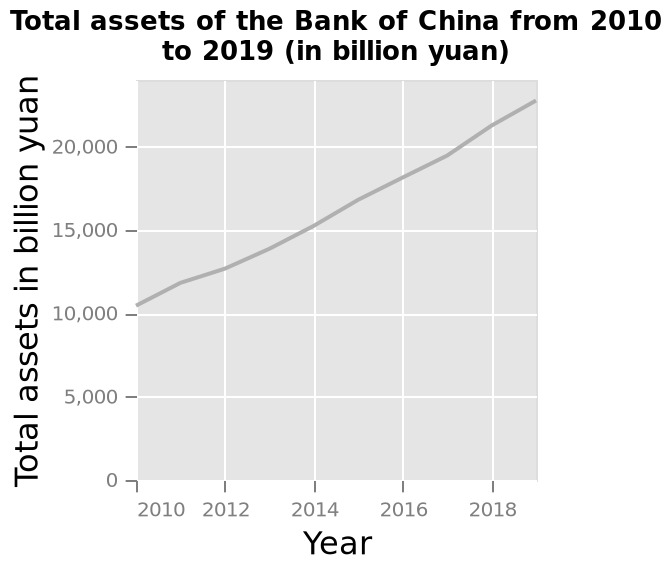 Total assets of the Bank of China from 2010
to 2019 (in billion yuan)
Total assets in billion yuan
20,000
15,000
10,000
5,000
0
2010 2012 2014 2016 2018
Year